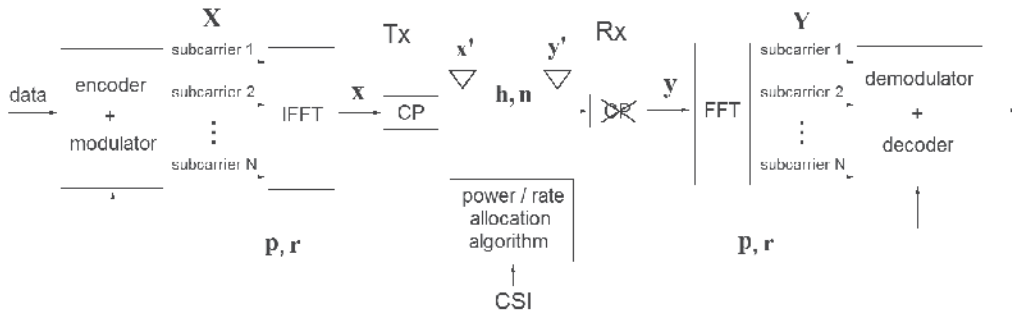 X
Tx
x'
y'
Rx
Y
subcarrier 1
subcarrier 1
data
encoder
+
modulator
subcarrier 2
⋮
subcarrier N
IFFT
x
CP
h, n
CP
y
FFT
subcarrier 2
⋮
subcarrier N
demodulator
+
decoder
power / rate
allocation
algorithm
p, r
p, r
CSI